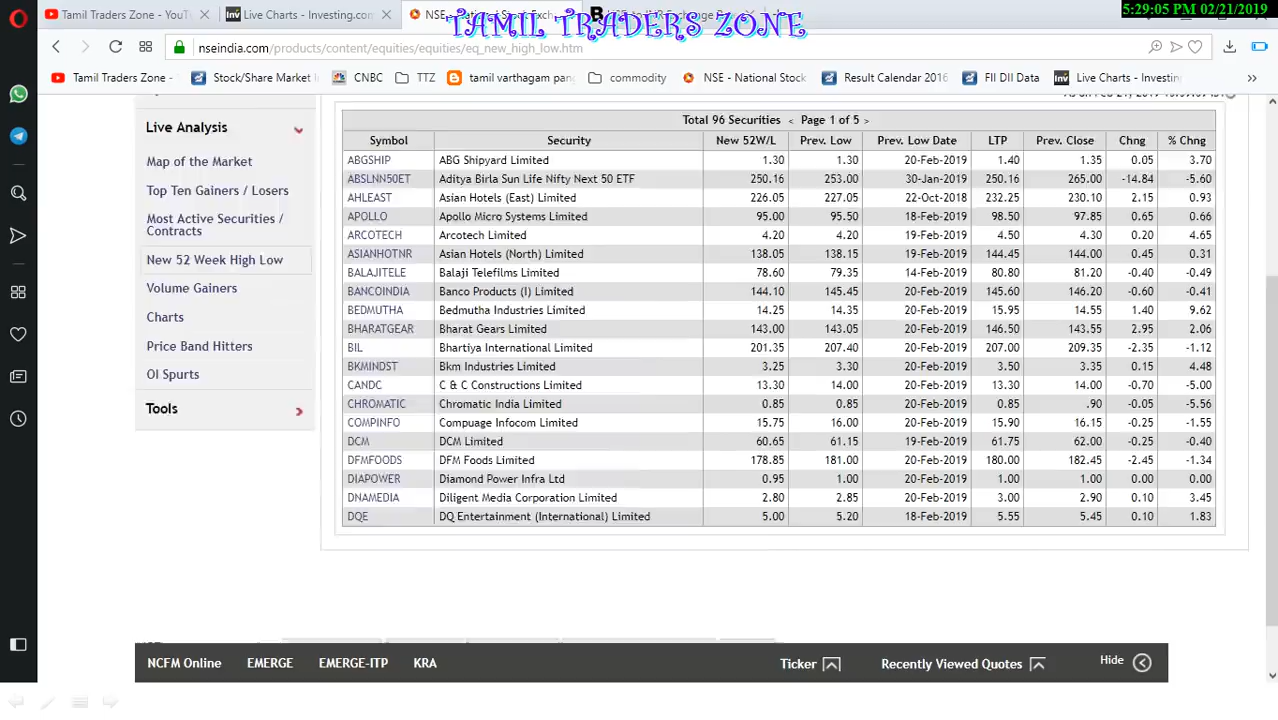 Tamil Traders Zone - YouT
Live Charts - Investing.com
NSE
TAMIL TRADERS ZONE
5:29:05 PM 02/21/2019
nseindia.com/products/content/equities/equities/eq_new_high_low.htm
Tamil Traders Zone -
Stock/Share Market
CNBC
TTZ
tamil varthagam pan
commodity
NSE - National Stock
Result Calendar 2016
FII DII Data
Live Charts - Investin
»
Live Analysis
Map of the Market
Top Ten Gainers / Losers
Most Active Securities /
Contracts
New 52 Week High Low
Volume Gainers
Charts
Price Band Hitters
OI Spurts
Tools
Total 96 Securities < Page 1 of 5 >
Symbol Security New 52W/L Prev. Low Prev. Low Date LTP Prev. Close Chng % Chng
ABGSHIP ABG Shipyard Limited 1.30 1.30 20-Feb-2019 1.40 1.35 0.05 3.70
ABSLNN50ET Aditya Birla Sun Life Nifty Next 50 ETF 250.16 253.00 30-Jan-2019 250.16 265.00 -14.84 -5.60
AHLEAST Asian Hotels (East) Limited 226.05 227.05 22-Oct-2018 232.25 230.10 2.15 0.93
APOLLO Apollo Micro Systems Limited 95.00 95.50 18-Feb-2019 98.50 97.85 0.65 0.66
ARCOTECH Arcotech Limited 4.20 4.20 19-Feb-2019 4.50 4.30 0.20 4.65
ASIANHOTNR Asian Hotels (North) Limited 138.05 138.15 19-Feb-2019 144.45 144.00 0.45 0.31
BALAJITELE Balaji Telefilms Limited 78.60 79.35 14-Feb-2019 80.80 81.20 -0.40 -0.49
BANCOINDIA Banco Products (I) Limited 144.10 145.45 20-Feb-2019 145.60 146.20 -0.60 -0.41
BEDMUTHA Bedmutha Industries Limited 14.25 14.35 20-Feb-2019 15.95 14.55 1.40 9.62
BHARATGEAR Bharat Gears Limited 143.00 143.05 20-Feb-2019 146.50 143.55 2.95 2.06
BIL Bhartiya International Limited 201.35 207.40 20-Feb-2019 207.00 209.35 -2.35 -1.12
BKMINDST Bkm Industries Limited 3.25 3.30 20-Feb-2019 3.50 3.35 0.15 4.48
CANDC C & C Constructions Limited 13.30 14.00 20-Feb-2019 13.30 14.00 -0.70 -5.00
CHROMATIC Chromatic India Limited 0.85 0.85 20-Feb-2019 0.85 .90 -0.05 -5.56
COMPINFO Compuage Infocom Limited 15.75 16.00 20-Feb-2019 15.90 16.15 -0.25 -1.55
DCM DCM Limited 60.65 61.15 19-Feb-2019 61.75 62.00 -0.25 -0.40
DFMFOODS DFM Foods Limited 178.85 181.00 20-Feb-2019 180.00 182.45 -2.45 -1.34
DIAPOWER Diamond Power Infra Ltd 0.95 1.00 20-Feb-2019 1.00 1.00 0.00 0.00
DNAMEDIA Diligent Media Corporation Limited 2.80 2.85 20-Feb-2019 3.00 2.90 0.10 3.45
DQE DQ Entertainment (International) Limited 5.00 5.20 18-Feb-2019 5.55 5.45 0.10 1.83
NCFM Online EMERGE EMERGE-ITP KRA Ticker Recently Viewed Quotes Hide